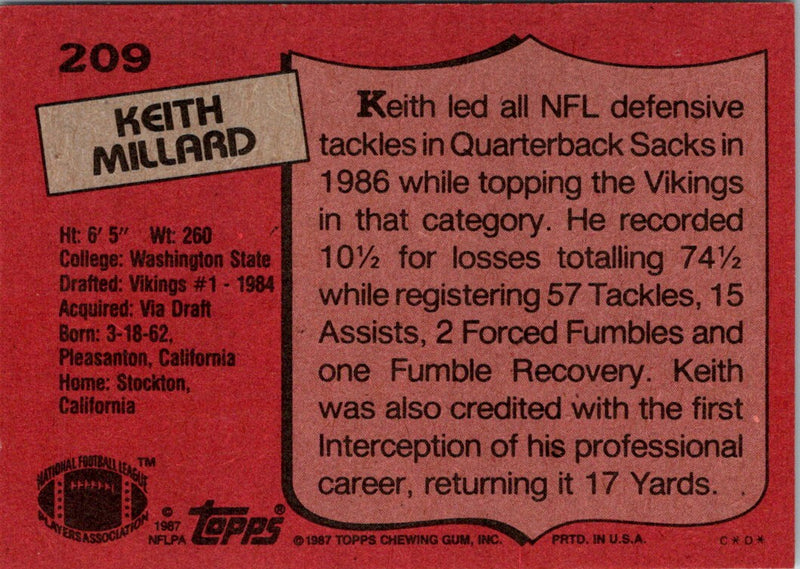 209
KEITH
MILLARD
Ht: 6' 5" Wt: 260
College: Washington State
Drafted: Vikings #1 - 1984
Acquired: Via Draft
Born: 3-18-62,
Pleasanton, California
Home: Stockton,
California
NATIONAL FOOTBALL LEAGUE
PLAYERS ASSOCIATION
TM
© 1987 NFLPA
topps®
Keith led all NFL defensive
tackles in Quarterback Sacks in
1986 while topping the Vikings
in that category. He recorded
10½ for losses totalling 74½
while registering 57 Tackles, 15
Assists, 2 Forced Fumbles and
one Fumble Recovery. Keith
was also credited with the first
Interception of his professional
career, returning it 17 Yards.
© 1987 TOPPS CHEWING GUM, INC. PRTD. IN U.S.A. C*D*